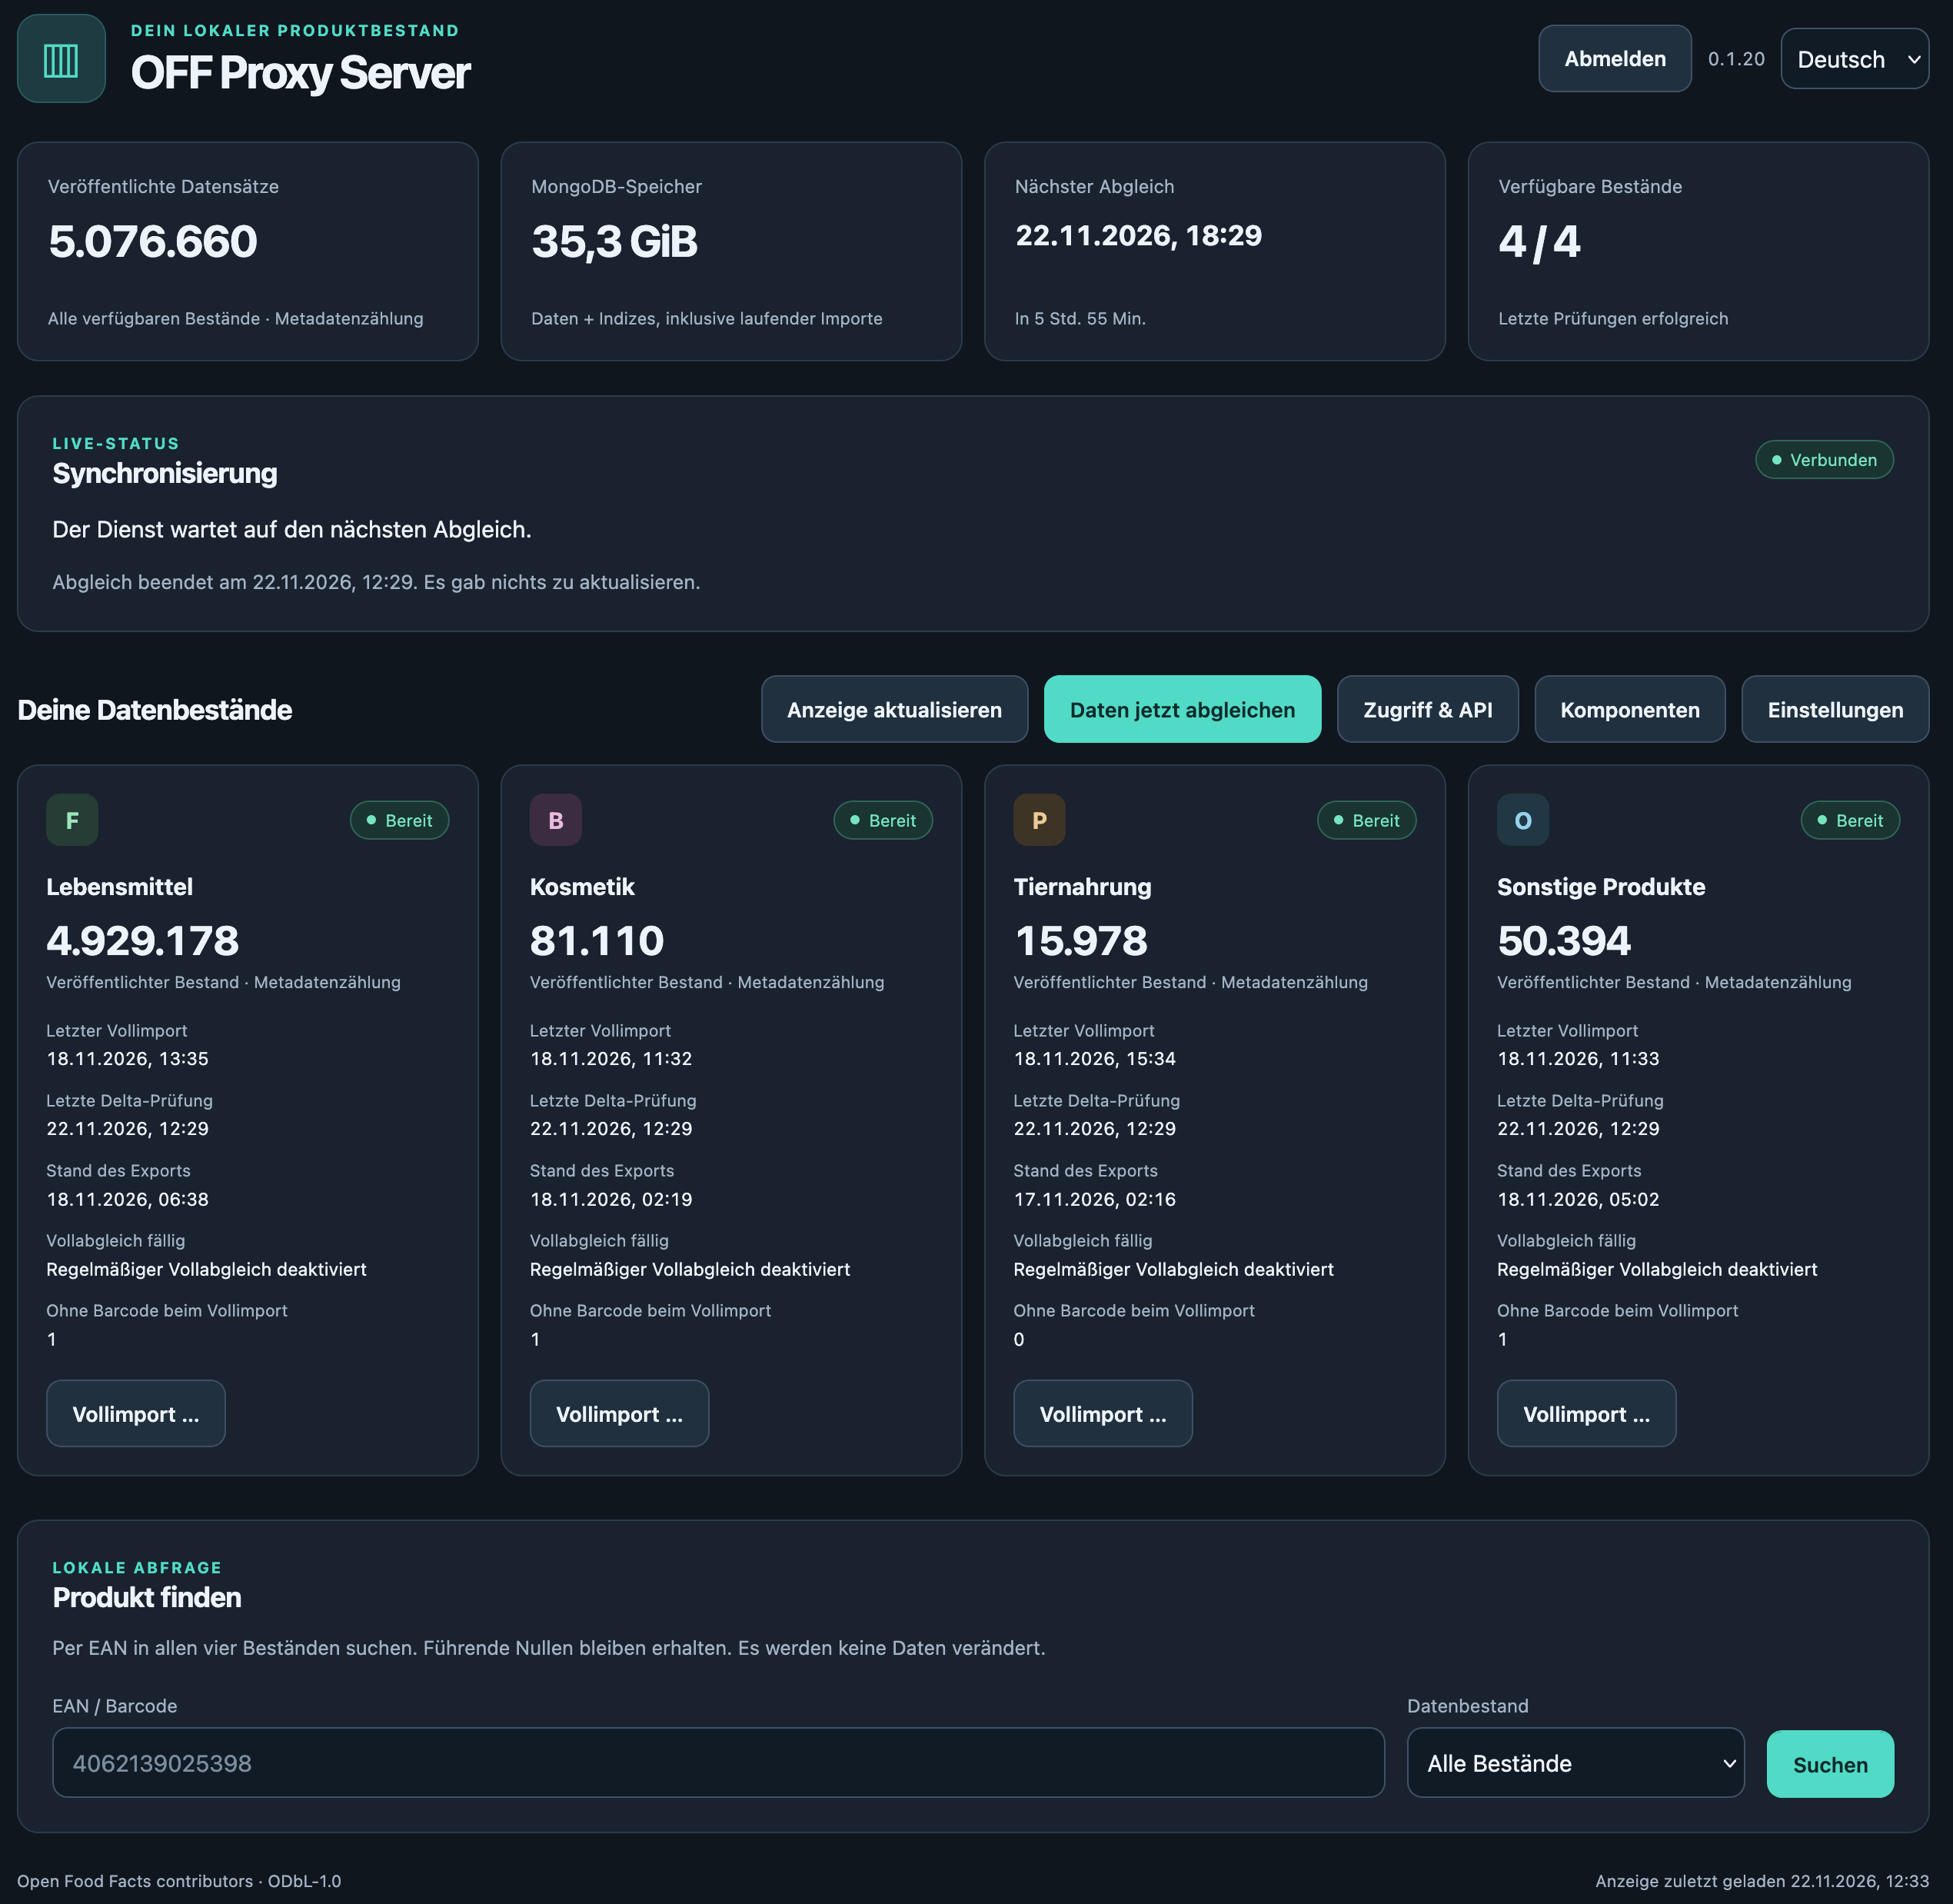 DEIN LOKALER PRODUKTBESTAND
OFF Proxy Server
Abmelden
0.1.20
Deutsch
Veröffentlichte Datensätze
5.076.660
Alle verfügbaren Bestände · Metadatenzählung
MongoDB-Speicher
35,3 GiB
Daten + Indizes, inklusive laufender Importe
Nächster Abgleich
22.11.2026, 18:29
In 5 Std. 55 Min.
Verfügbare Bestände
4 / 4
Letzte Prüfungen erfolgreich
LIVE-STATUS
Synchronisierung
Verbunden
Der Dienst wartet auf den nächsten Abgleich.
Abgleich beendet am 22.11.2026, 12:29. Es gab nichts zu aktualisieren.
Deine Datenbestände
Anzeige aktualisieren
Daten jetzt abgleichen
Zugriff & API
Komponenten
Einstellungen
F
Bereit
Lebensmittel
4.929.178
Veröffentlichter Bestand · Metadatenzählung
Letzter Vollimport
18.11.2026, 13:35
Letzte Delta-Prüfung
22.11.2026, 12:29
Stand des Exports
18.11.2026, 06:38
Vollabgleich fällig
Regelmäßiger Vollabgleich deaktiviert
Ohne Barcode beim Vollimport
1
Vollimport ...
B
Bereit
Kosmetik
81.110
Veröffentlichter Bestand · Metadatenzählung
Letzter Vollimport
18.11.2026, 11:32
Letzte Delta-Prüfung
22.11.2026, 12:29
Stand des Exports
18.11.2026, 02:19
Vollabgleich fällig
Regelmäßiger Vollabgleich deaktiviert
Ohne Barcode beim Vollimport
1
Vollimport ...
P
Bereit
Tiernahrung
15.978
Veröffentlichter Bestand · Metadatenzählung
Letzter Vollimport
18.11.2026, 15:34
Letzte Delta-Prüfung
22.11.2026, 12:29
Stand des Exports
17.11.2026, 02:16
Vollabgleich fällig
Regelmäßiger Vollabgleich deaktiviert
Ohne Barcode beim Vollimport
0
Vollimport ...
O
Bereit
Sonstige Produkte
50.394
Veröffentlichter Bestand · Metadatenzählung
Letzter Vollimport
18.11.2026, 11:33
Letzte Delta-Prüfung
22.11.2026, 12:29
Stand des Exports
18.11.2026, 05:02
Vollabgleich fällig
Regelmäßiger Vollabgleich deaktiviert
Ohne Barcode beim Vollimport
1
Vollimport ...
LOKALE ABFRAGE
Produkt finden
Per EAN in allen vier Beständen suchen. Führende Nullen bleiben erhalten. Es werden keine Daten verändert.
EAN / Barcode
4062139025398
Datenbestand
Alle Bestände
Suchen
Open Food Facts contributors · ODbL-1.0
Anzeige zuletzt geladen 22.11.2026, 12:33